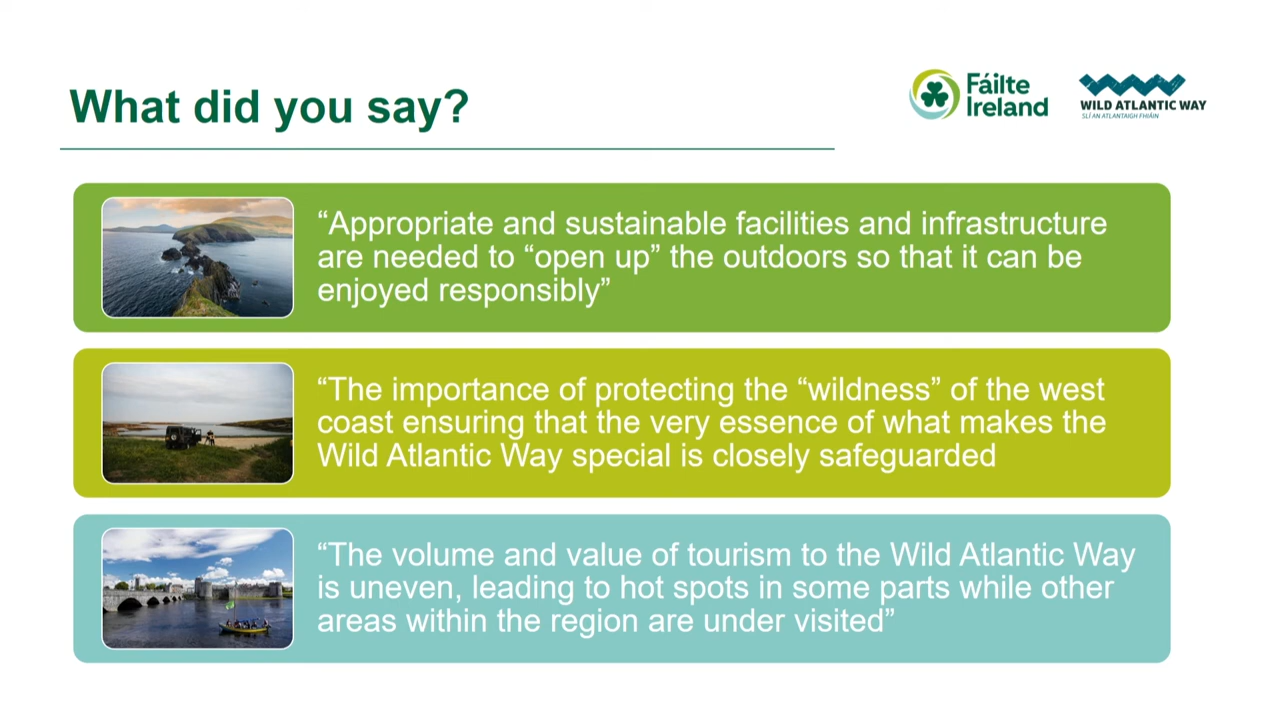 What did you say?
Fáilte
Ireland
WILD ATLANTIC WAY
SLÍ AN ATLANTAIGH FHIÁIN
“Appropriate and sustainable facilities and infrastructure
are needed to “open up” the outdoors so that it can be
enjoyed responsibly”
“The importance of protecting the “wildness” of the west
coast ensuring that the very essence of what makes the
Wild Atlantic Way special is closely safeguarded
“The volume and value of tourism to the Wild Atlantic Way
is uneven, leading to hot spots in some parts while other
areas within the region are under visited”